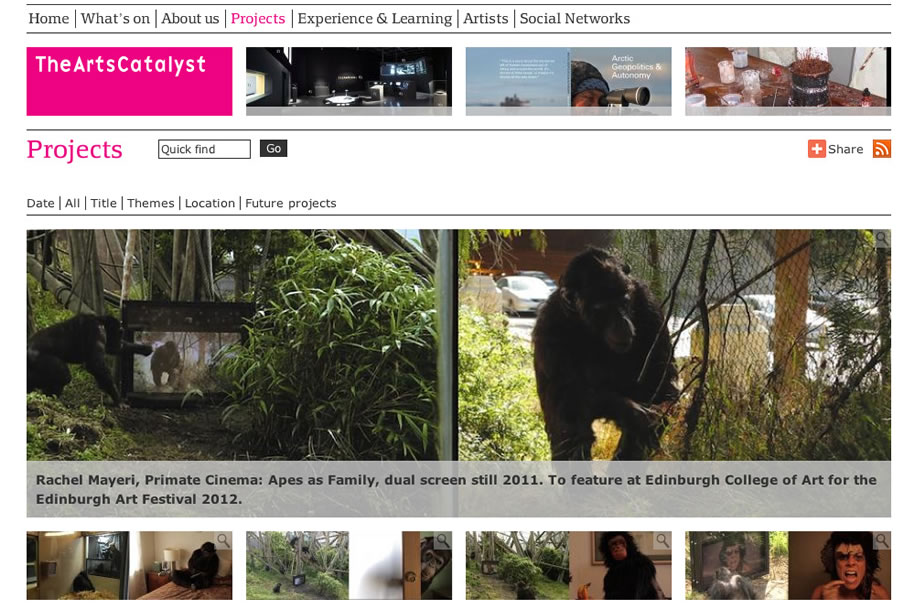 Home What's on About us Projects Experience & Learning Artists Social Networks
TheArtsCatalyst
Arctic
Geopolitics &
Autonomy
Projects Quick find Go Share
Date All Title Themes Location Future projects
Rachel Mayeri, Primate Cinema: Apes as Family, dual screen still 2011. To feature at Edinburgh College of Art for the
Edinburgh Art Festival 2012.